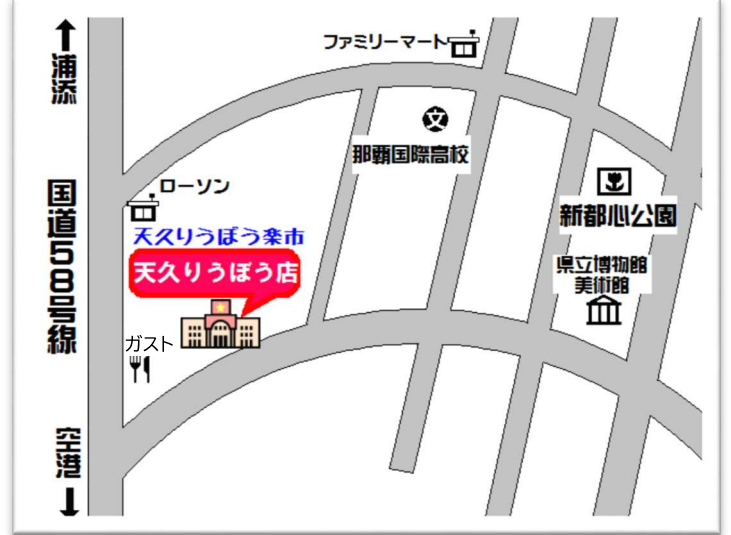 ファミリーマート
浦添
那覇国際高校
ローソン
新都心公園
国道58号線
天久りうぼう楽市
天久りうぼう店
県立博物館
美術館
ガスト
空港